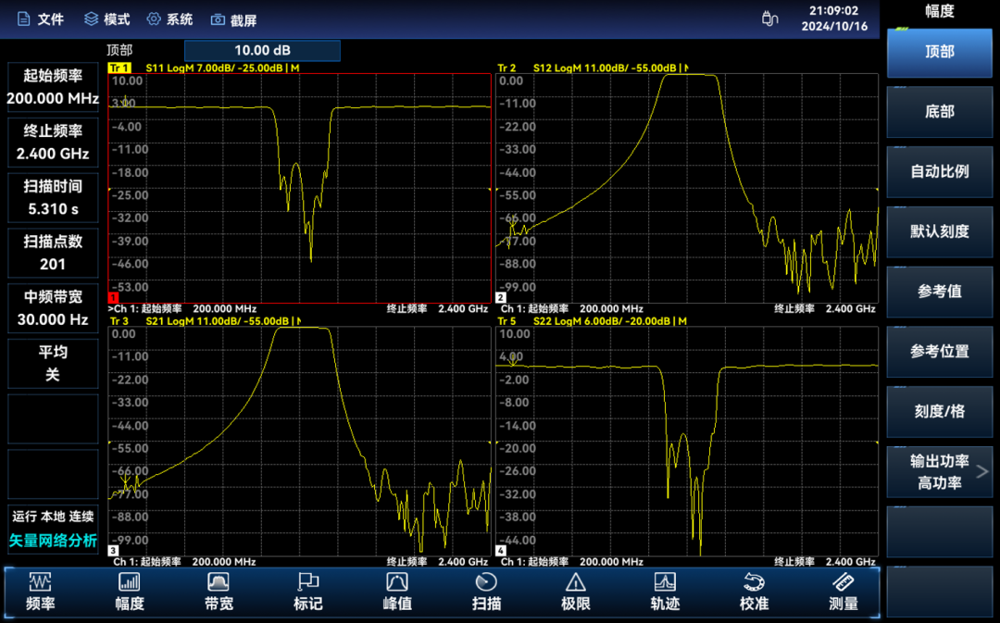 文件 模式 系统 截屏
21:09:02
2024/10/16
幅度
顶部
10.00 dB
起始频率
200.000 MHz
终止频率
2.400 GHz
扫描时间
5.310 s
扫描点数
201
中频带宽
30.000 Hz
平均
关
运行 本地 连续
矢量网络分析
Tr 1 S11 LogM 7.00dB/ -25.00dB | M
10.00
3.00
-4.00
-11.00
-18.00
-25.00
-32.00
-39.00
-46.00
-53.00
1
>Ch 1: 起始频率 200.000 MHz 终止频率 2.400 GHz
Tr 2 S12 LogM 11.00dB/ -55.00dB |
0.00
-11.00
-22.00
-33.00
-44.00
-55.00
-66.00
-77.00
-88.00
-99.00
2
Ch 1: 起始频率 200.000 MHz 终止频率 2.400 GHz
Tr 3 S21 LogM 11.00dB/ -55.00dB |
0.00
-11.00
-22.00
-33.00
-44.00
-55.00
-66.00
-77.00
-88.00
-99.00
3
Ch 1: 起始频率 200.000 MHz 终止频率 2.400 GHz
Tr 5 S22 LogM 6.00dB/ -20.00dB | M
10.00
4.00
-2.00
-8.00
-14.00
-20.00
-26.00
-32.00
-38.00
-44.00
4
Ch 1: 起始频率 200.000 MHz 终止频率 2.400 GHz
顶部
底部
自动比例
默认刻度
参考值
参考位置
刻度/格
输出功率
高功率
频率 幅度 带宽 标记 峰值 扫描 极限 轨迹 校准 测量